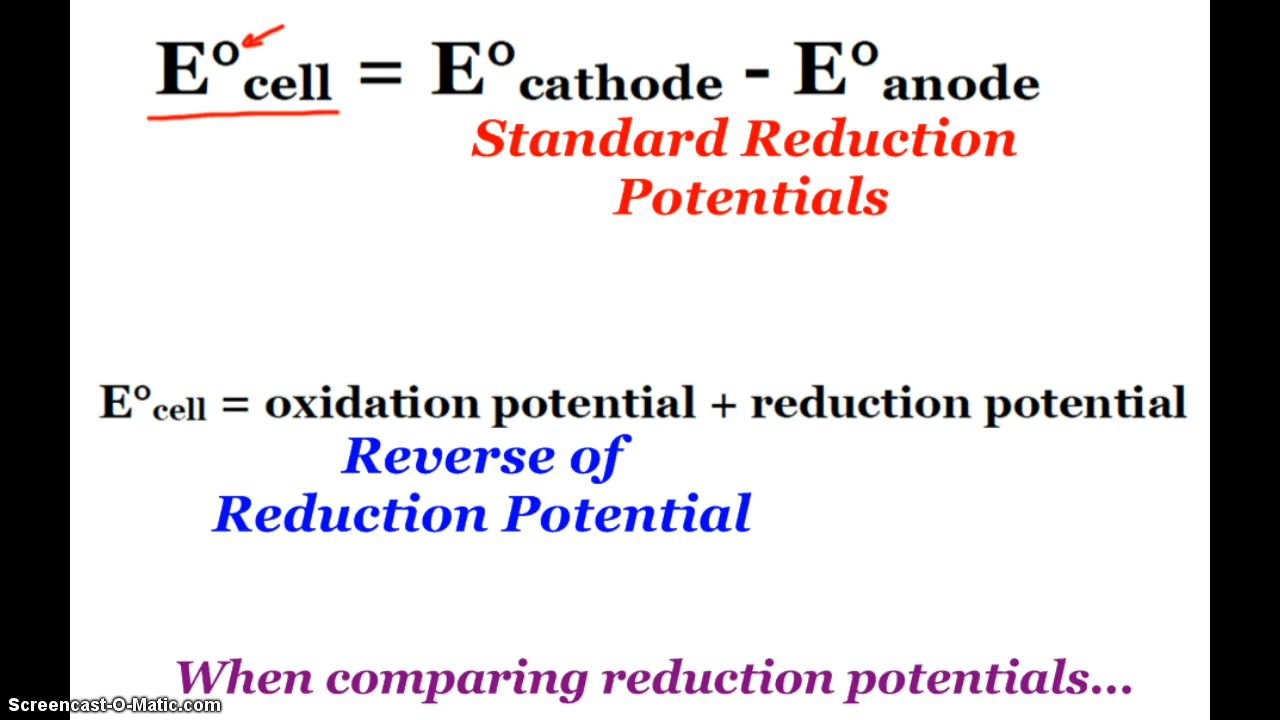 E°cell = E°cathode - E°anode
Standard Reduction
Potentials
E°cell = oxidation potential + reduction potential
Reverse of
Reduction Potential
When comparing reduction potentials...
Screencast-O-Matic.com